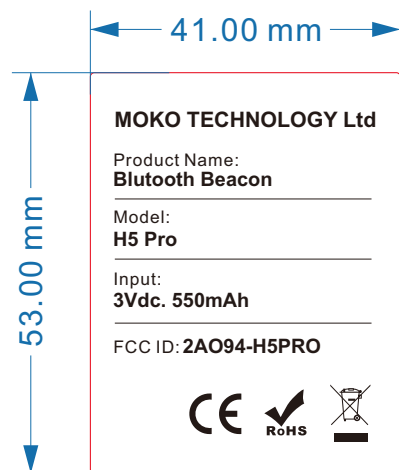 41.00 mm
53.00 mm
MOKO TECHNOLOGY Ltd
Product Name:
Blutooth Beacon
Model:
H5 Pro
Input:
3Vdc. 550mAh
FCC ID: 2AO94-H5PRO
CE
RoHS